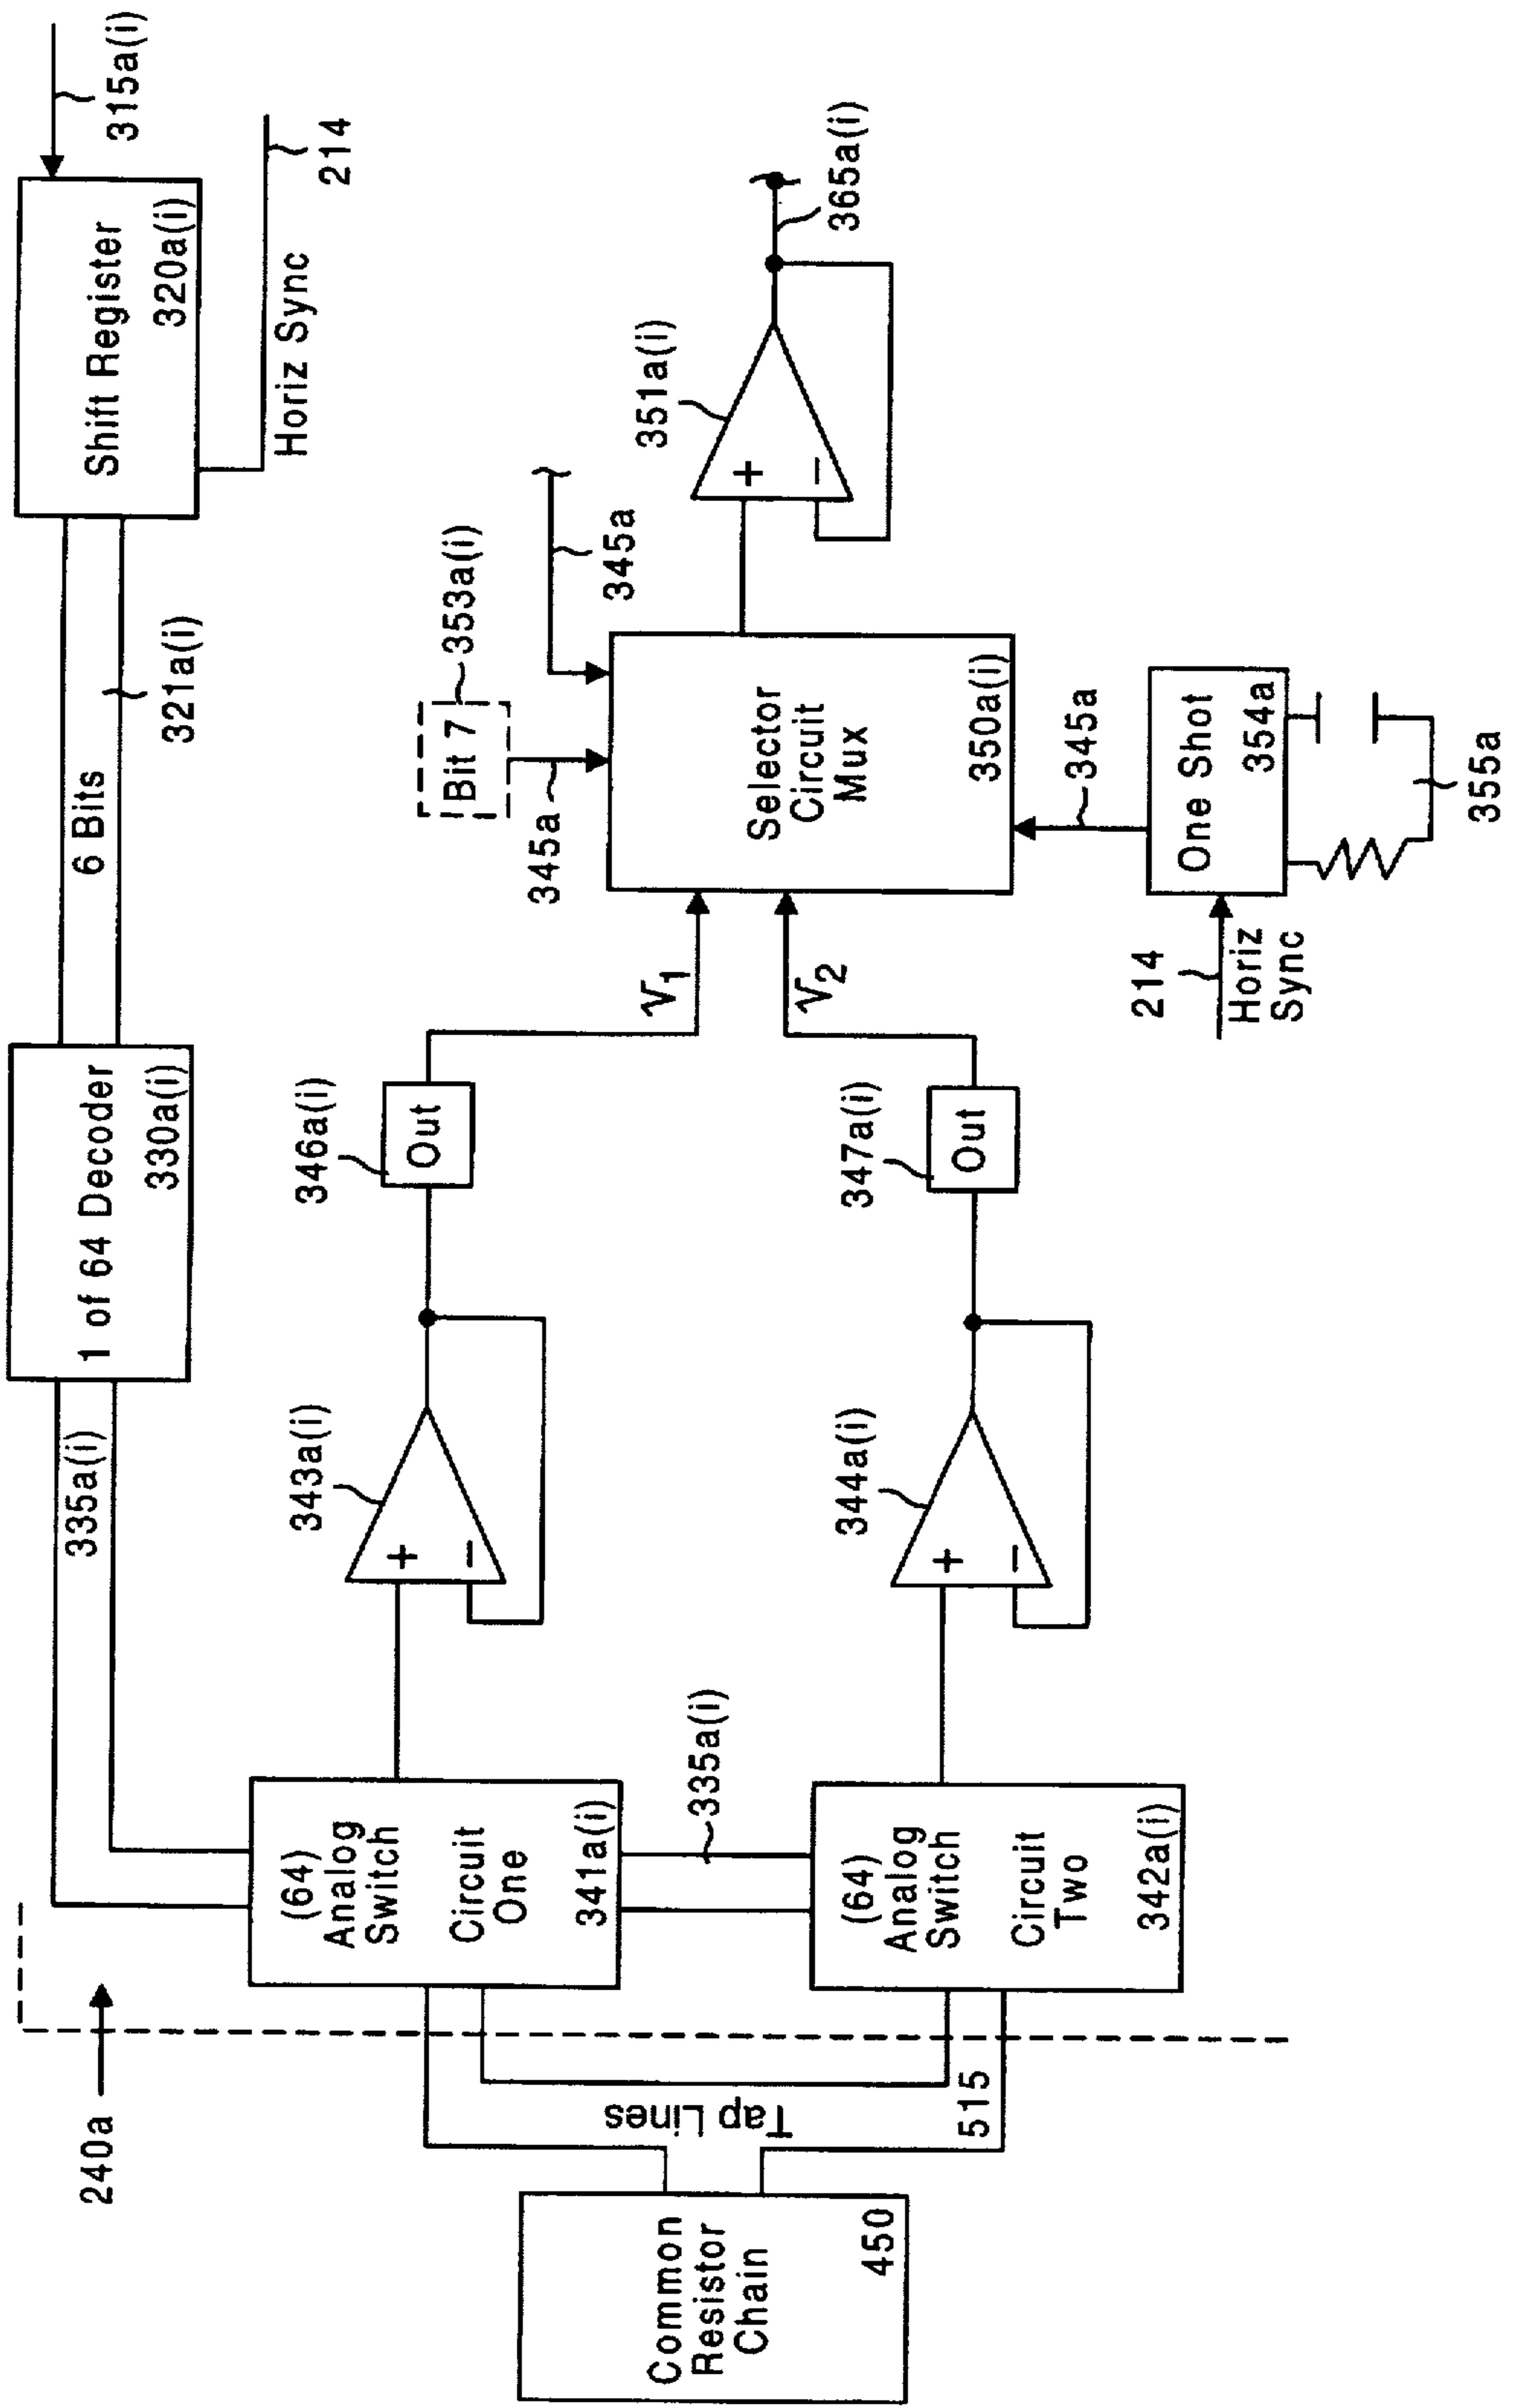 240a
335a(i)
1 of 64 Decoder
330a(i)
6 Bits
321a(i)
Shift Register
320a(i)
315a(i)
Horiz Sync
214
(64)
Analog
Switch
Circuit
One
341a(i)
343a(i)
+
−
346a(i)
Out
V1
335a(i)
(64)
Analog
Switch
Circuit
Two
342a(i)
344a(i)
+
−
347a(i)
Out
V2
Common
Resistor
Chain
450
Tap Lines
515
Bit 7
353a(i)
345a
345a
Selector
Circuit
Mux
350a(i)
351a(i)
+
−
365a(i)
345a
One Shot
354a
214
Horiz
Sync
355a